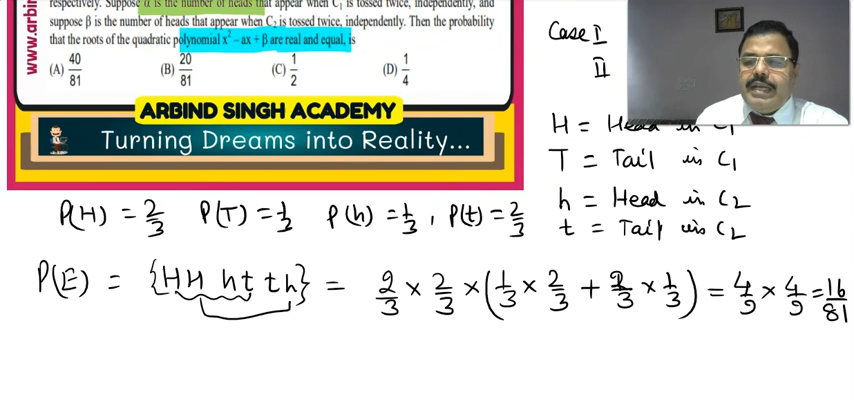 respectively. Suppose α is the number of heads that appear when C₁ is tossed twice, independently, and
suppose β is the number of heads that appear when C₂ is tossed twice, independently. Then the probability
that the roots of the quadratic polynomial x² – αx + β are real and equal, is
(A) 40/81 (B) 20/81 (C) 1/2 (D) 1/4
www.arbin
ARBIND SINGH ACADEMY
Turning Dreams into Reality...
Case I
II
H = Head in C₁
T = Tail in C₁
h = Head in C₂
t = Tail in C₂
P(H) = 2/3 P(T) = 1/3 P(h) = 1/3, P(t) = 2/3
P(E) = {HH ht th} = 2/3 × 2/3 × (1/3 × 2/3 + 2/3 × 1/3) = 4/9 × 4/9 = 16/81